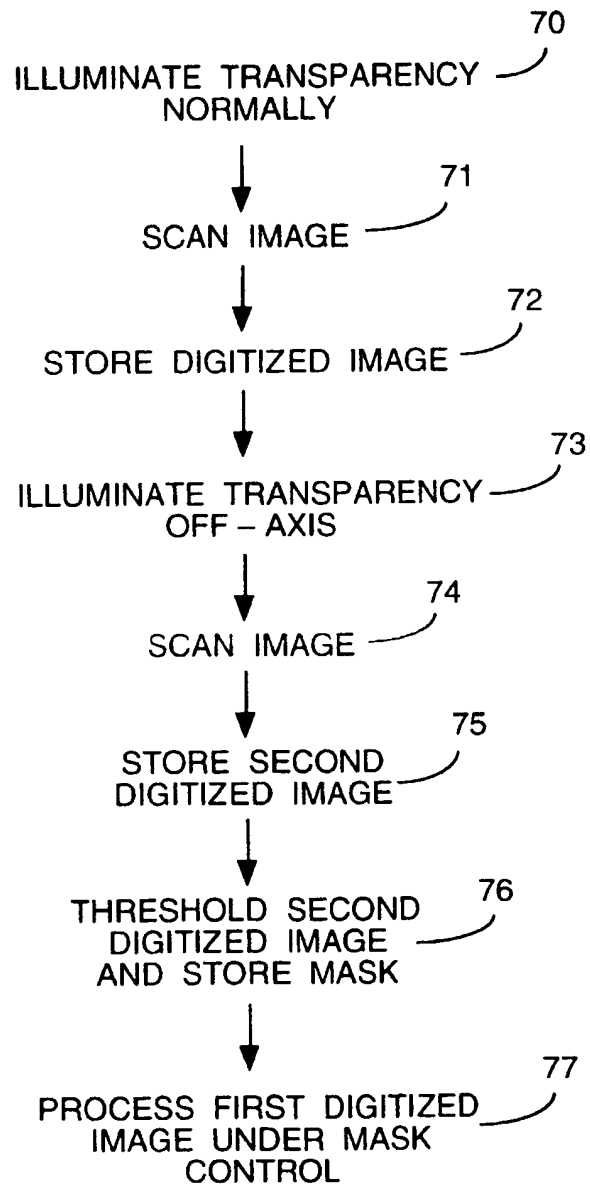 70
ILLUMINATE TRANSPARENCY
NORMALLY
71
SCAN IMAGE
72
STORE DIGITIZED IMAGE
73
ILLUMINATE TRANSPARENCY
OFF – AXIS
74
SCAN IMAGE
75
STORE SECOND
DIGITIZED IMAGE
76
THRESHOLD SECOND
DIGITIZED IMAGE
AND STORE MASK
77
PROCESS FIRST DIGITIZED
IMAGE UNDER MASK
CONTROL